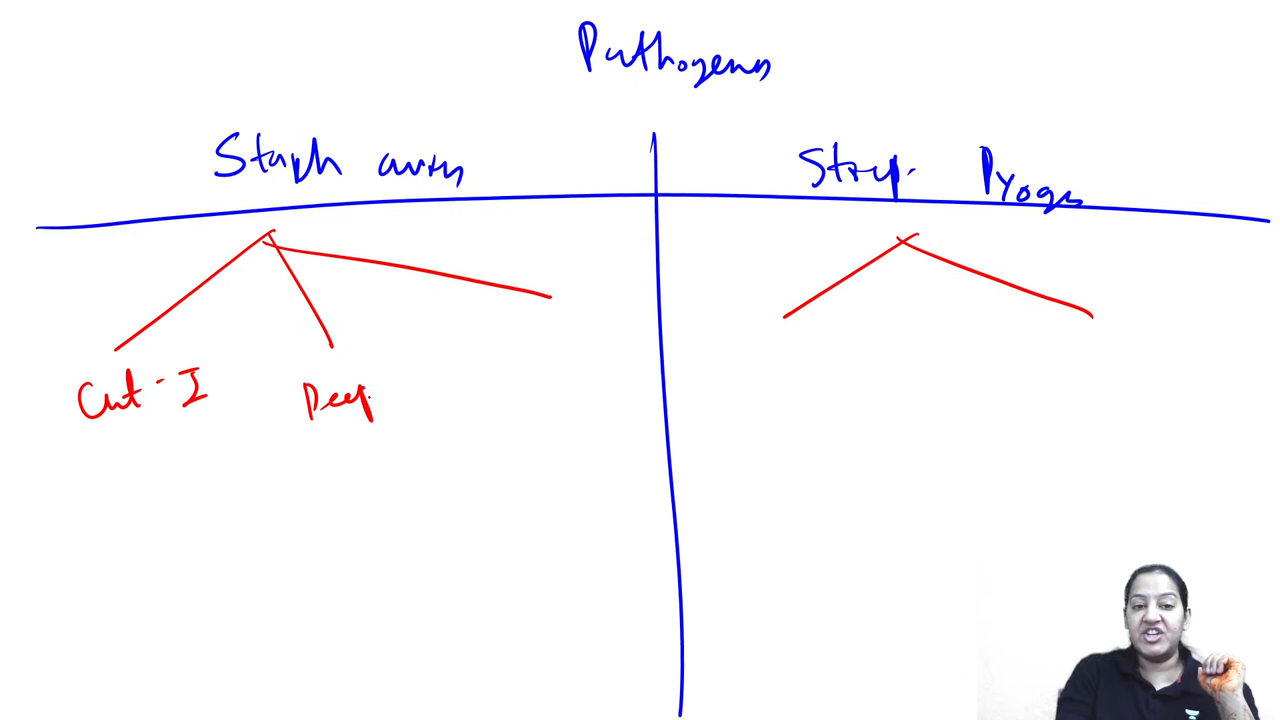 Pathogens
Staph aureus
Strep. Pyogenes
Cut - I
Deep